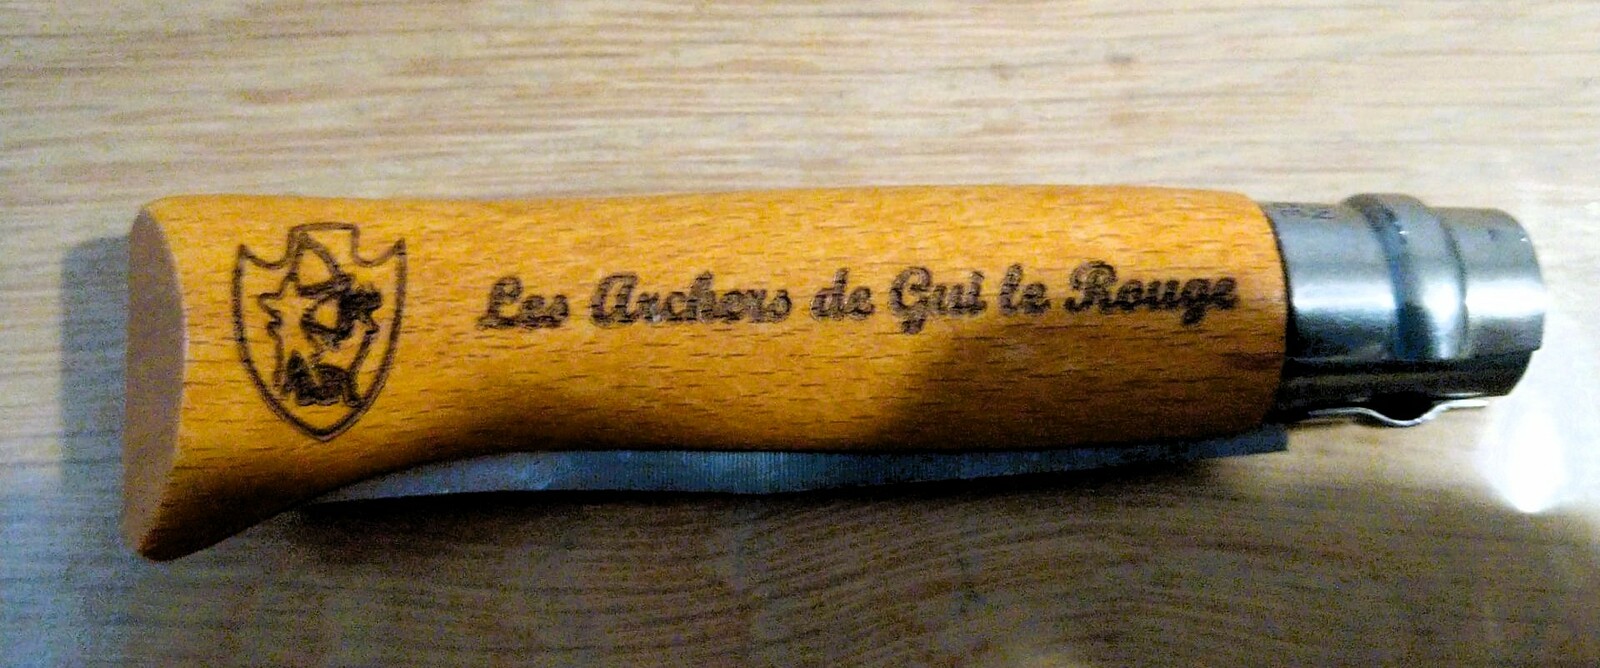 Les Archers de Gui le Rouge